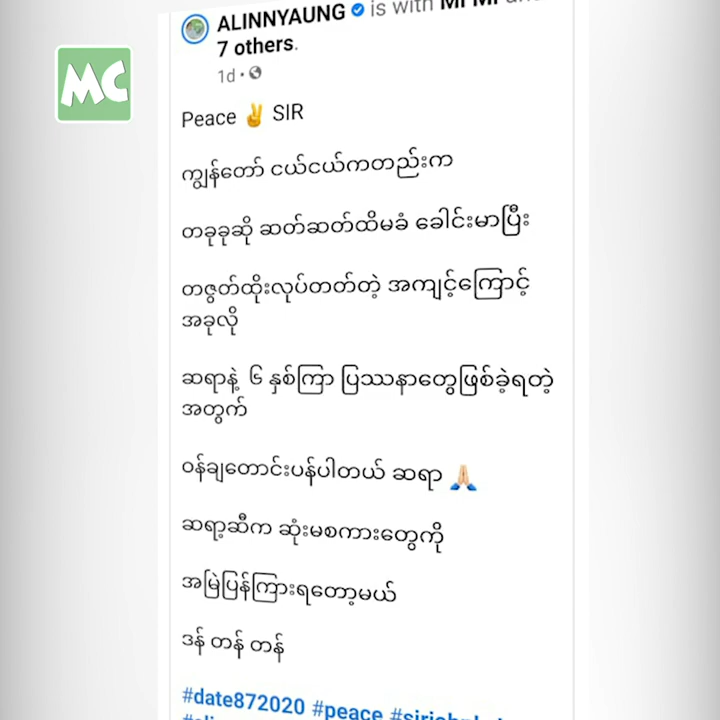 MC
ALINNYAUNG is with
7 others.
1d
Peace ✌ SIR
ကျွန်တော် ငယ်ငယ်ကတည်းက
တခုခုဆို ဆတ်ဆတ်ထိမခံ ခေါင်းမာပြီး
တဇွတ်ထိုးလုပ်တတ်တဲ့ အကျင့်ကြောင့်
အခုလို
ဆရာနဲ့ ၆ နှစ်ကြာ ပြဿနာတွေဖြစ်ခဲ့ရတဲ့
အတွက်
ဝန်ချတောင်းပန်ပါတယ် ဆရာ 🙏
ဆရာ့ဆီက ဆုံးမစကားတွေကို
အမြဲပြန်ကြားရတော့မယ်
ဒန် တန် တန်
#date872020 #peace